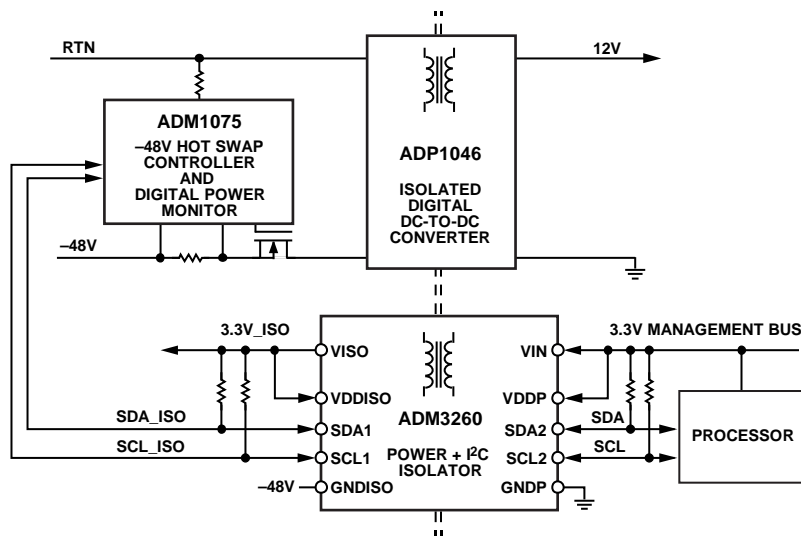 RTN
12V
ADM1075
–48V HOT SWAP
CONTROLLER
AND
DIGITAL POWER
MONITOR
ADP1046
ISOLATED
DIGITAL
DC-TO-DC
CONVERTER
–48V
3.3V_ISO
3.3V MANAGEMENT BUS
VISO
VIN
VDDISO
VDDP
ADM3260
SDA_ISO
SDA1
SDA2
SDA
SCL_ISO
SCL1
POWER + I²C
ISOLATOR
SCL2
SCL
PROCESSOR
–48V
GNDISO
GNDP